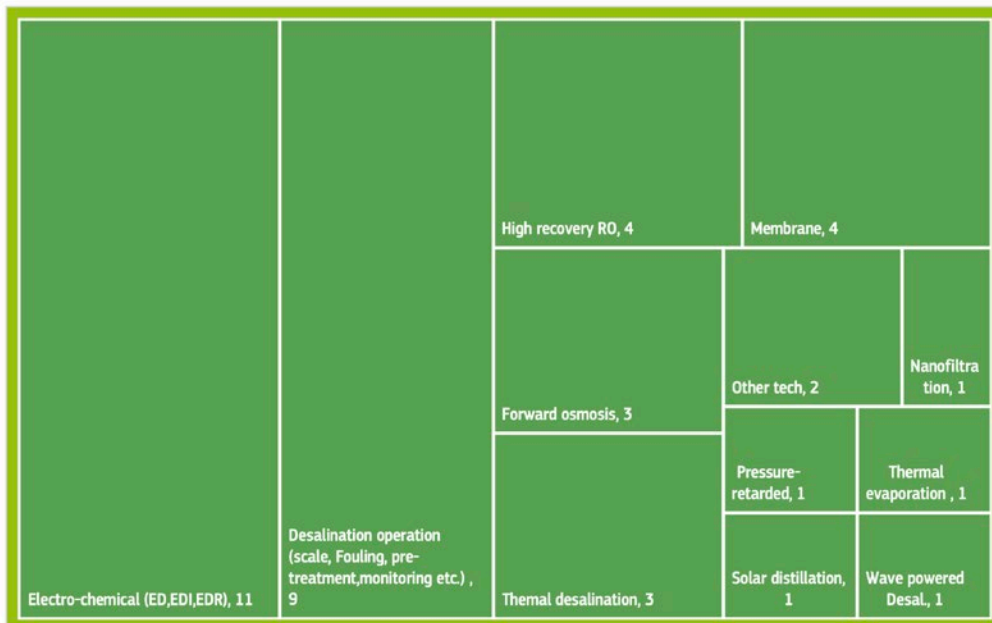 High recovery RO, 4
Membrane, 4
Nanofiltra
tion, 1
Other tech, 2
Forward osmosis, 3
Pressure-
retarded, 1
Thermal
evaporation , 1
Desalination operation
(scale, Fouling, pre-
treatment,monitoring etc.) ,
9
Electro-chemical (ED,EDI,EDR), 11
Themal desalination, 3
Solar distillation,
1
Wave powered
Desal., 1